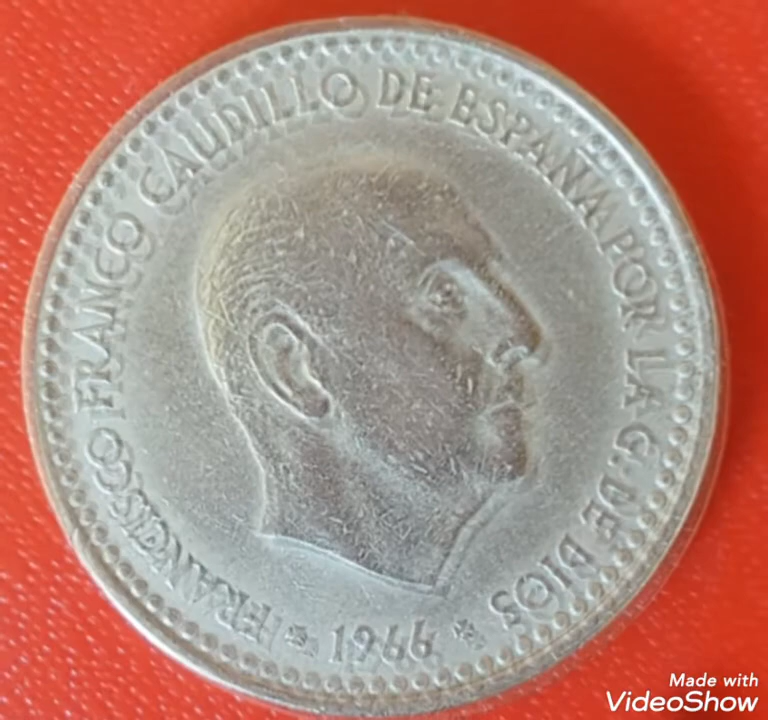 FRANCISCO FRANCO CAUDILLO DE ESPAÑA POR LA G. DE DIOS
1966
Made with
VideoShow